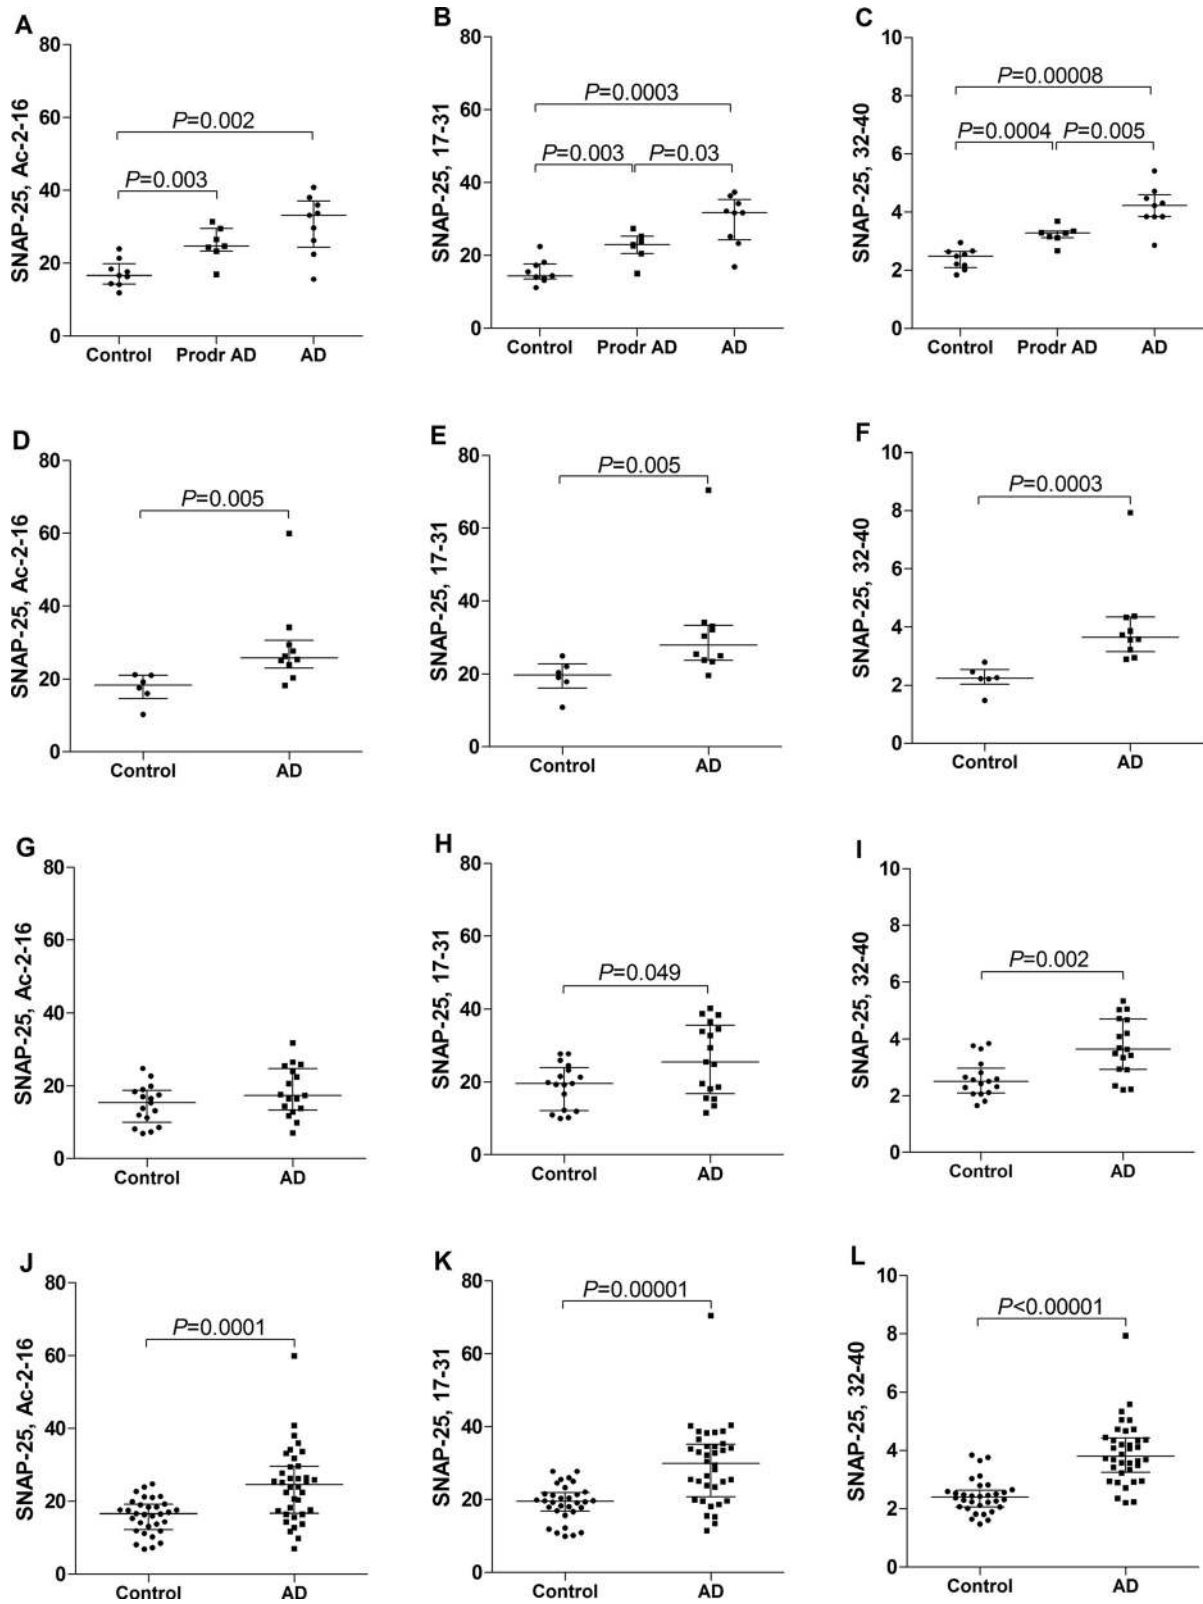 A
SNAP-25, Ac-2-16
80
60
40
20
0
P=0.002
P=0.003
Control Prodr AD AD
B
SNAP-25, 17-31
80
60
40
20
0
P=0.0003
P=0.003 P=0.03
Control Prodr AD AD
C
SNAP-25, 32-40
10
8
6
4
2
0
P=0.00008
P=0.0004 P=0.005
Control Prodr AD AD
D
SNAP-25, Ac-2-16
80
60
40
20
0
P=0.005
Control AD
E
SNAP-25, 17-31
80
60
40
20
0
P=0.005
Control AD
F
SNAP-25, 32-40
10
8
6
4
2
0
P=0.0003
Control AD
G
SNAP-25, Ac-2-16
80
60
40
20
0
Control AD
H
SNAP-25, 17-31
80
60
40
20
0
P=0.049
Control AD
I
SNAP-25, 32-40
10
8
6
4
2
0
P=0.002
Control AD
J
SNAP-25, Ac-2-16
80
60
40
20
0
P=0.0001
Control AD
K
SNAP-25, 17-31
80
60
40
20
0
P=0.00001
Control AD
L
SNAP-25, 32-40
10
8
6
4
2
0
P<0.00001
Control AD